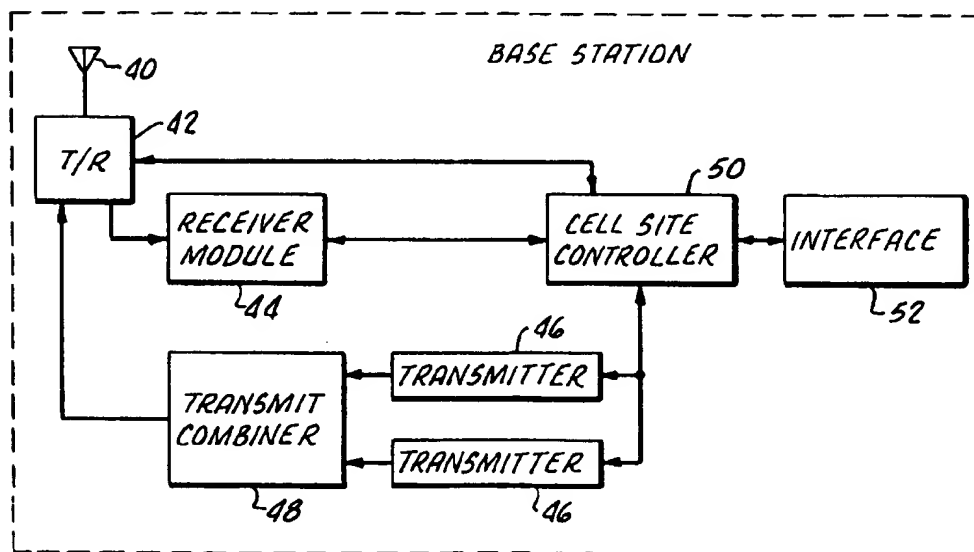 BASE STATION
40
42
T/R
50
RECEIVER
MODULE
44
CELL SITE
CONTROLLER
INTERFACE
52
46
TRANSMITTER
TRANSMIT
COMBINER
48
TRANSMITTER
46